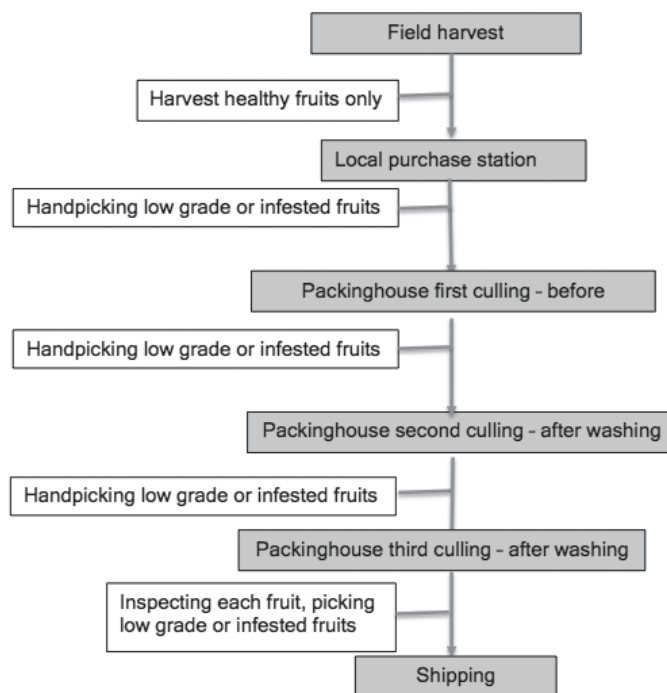 Field harvest
Harvest healthy fruits only
Local purchase station
Handpicking low grade or infested fruits
Packinghouse first culling - before
Handpicking low grade or infested fruits
Packinghouse second culling - after washing
Handpicking low grade or infested fruits
Packinghouse third culling - after washing
Inspecting each fruit, picking
low grade or infested fruits
Shipping